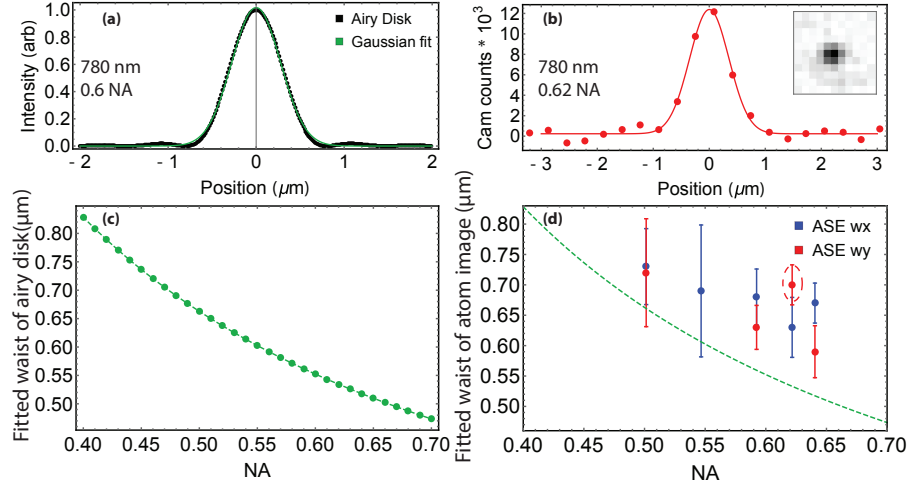 (a)
Airy Disk
Gaussian fit
780 nm
0.6 NA
Intensity (arb)
1.0
0.8
0.6
0.4
0.2
0.0
- 2
- 1
0
1
2
Position (μm)
(b)
780 nm
0.62 NA
Cam counts * 10³
12
10
8
6
4
2
0
- 3
- 2
- 1
0
1
2
3
Position (μm)
(c)
Fitted waist of airy disk(μm)
0.80
0.75
0.70
0.65
0.60
0.55
0.50
0.40
0.45
0.50
0.55
0.60
0.65
0.70
NA
(d)
ASE wx
ASE wy
Fitted waist of atom image (μm)
0.80
0.75
0.70
0.65
0.60
0.55
0.50
0.40
0.45
0.50
0.55
0.60
0.65
0.70
NA